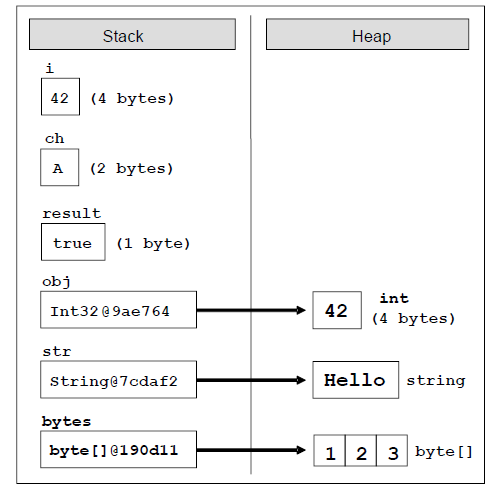 Stack Heap
i
42 (4 bytes)
ch
A (2 bytes)
result
true (1 byte)
obj
Int32@9ae764 42 int
(4 bytes)
str
String@7cdaf2 Hello string
bytes
byte[]@190d11 1 2 3 byte[]